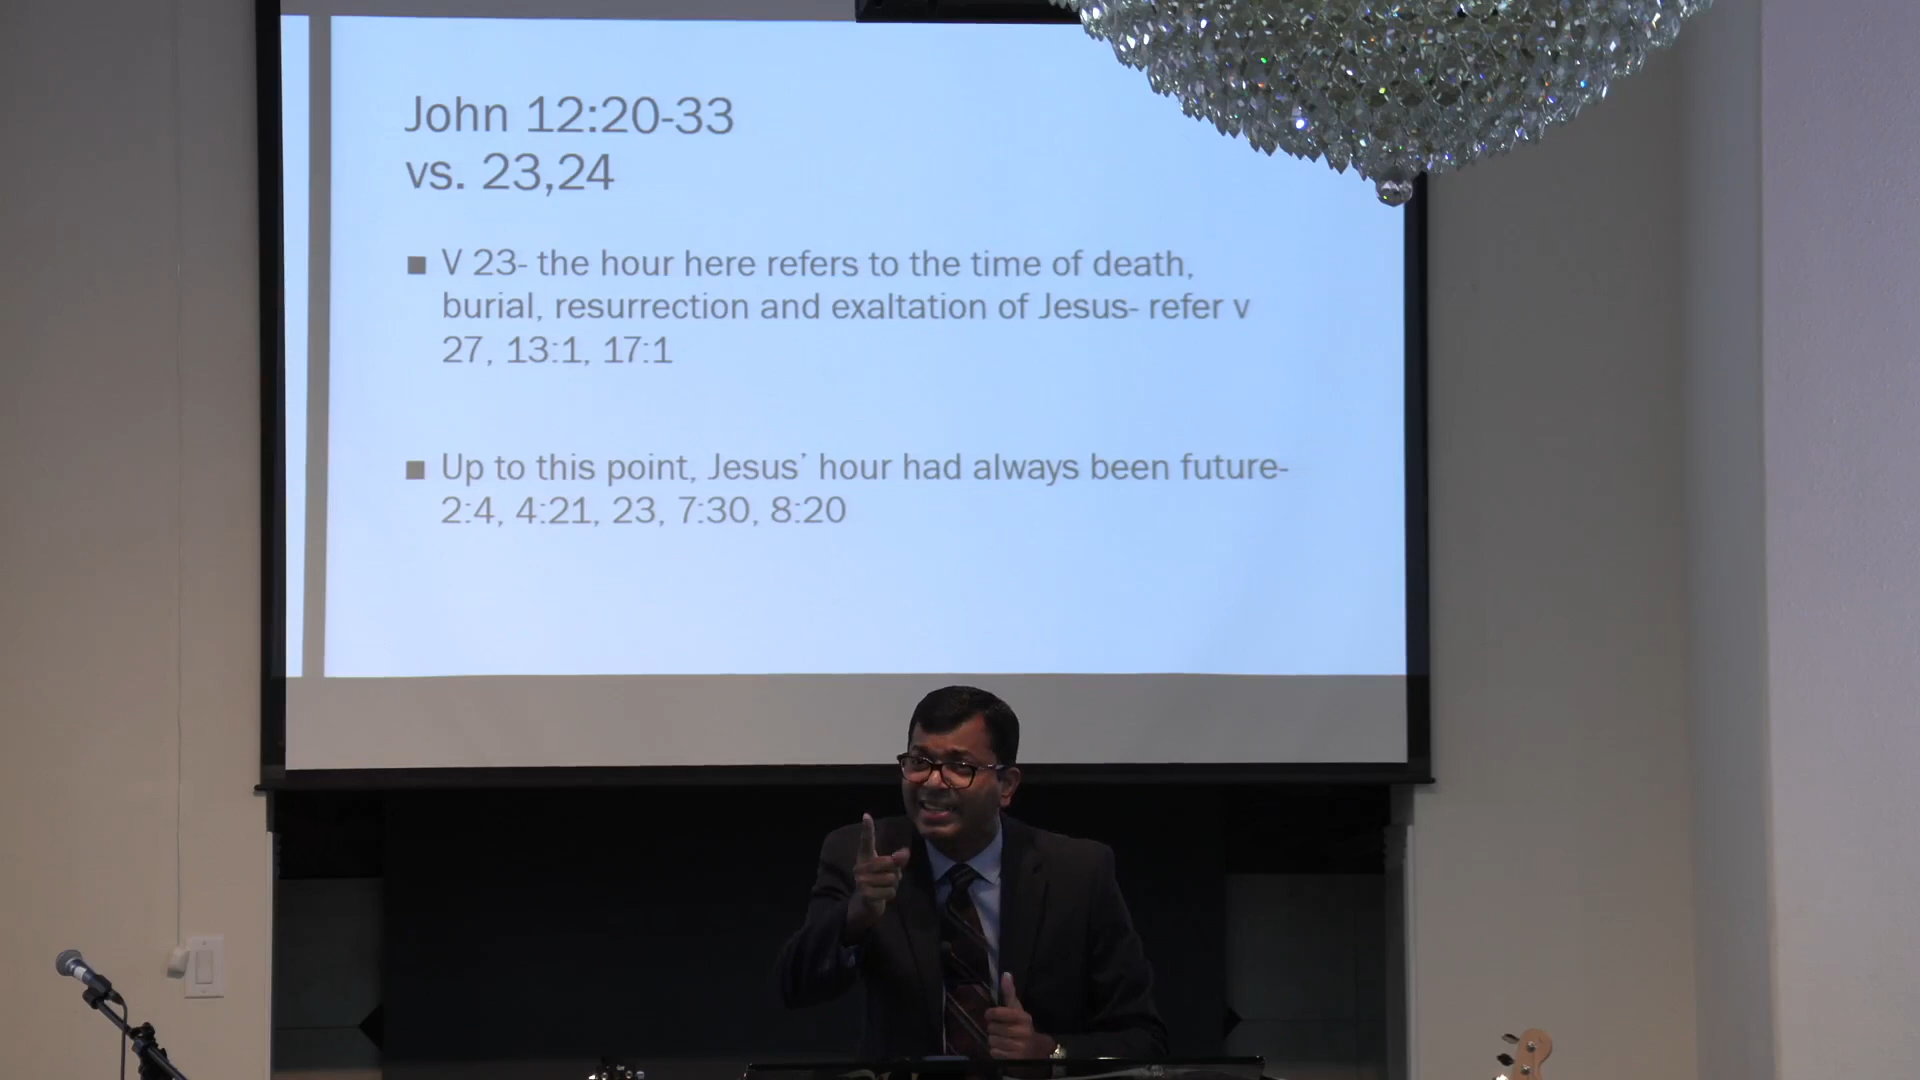 John 12:20-33
vs. 23,24
■ V 23- the hour here refers to the time of death,
burial, resurrection and exaltation of Jesus- refer v
27, 13:1, 17:1
■ Up to this point, Jesus’ hour had always been future-
2:4, 4:21, 23, 7:30, 8:20